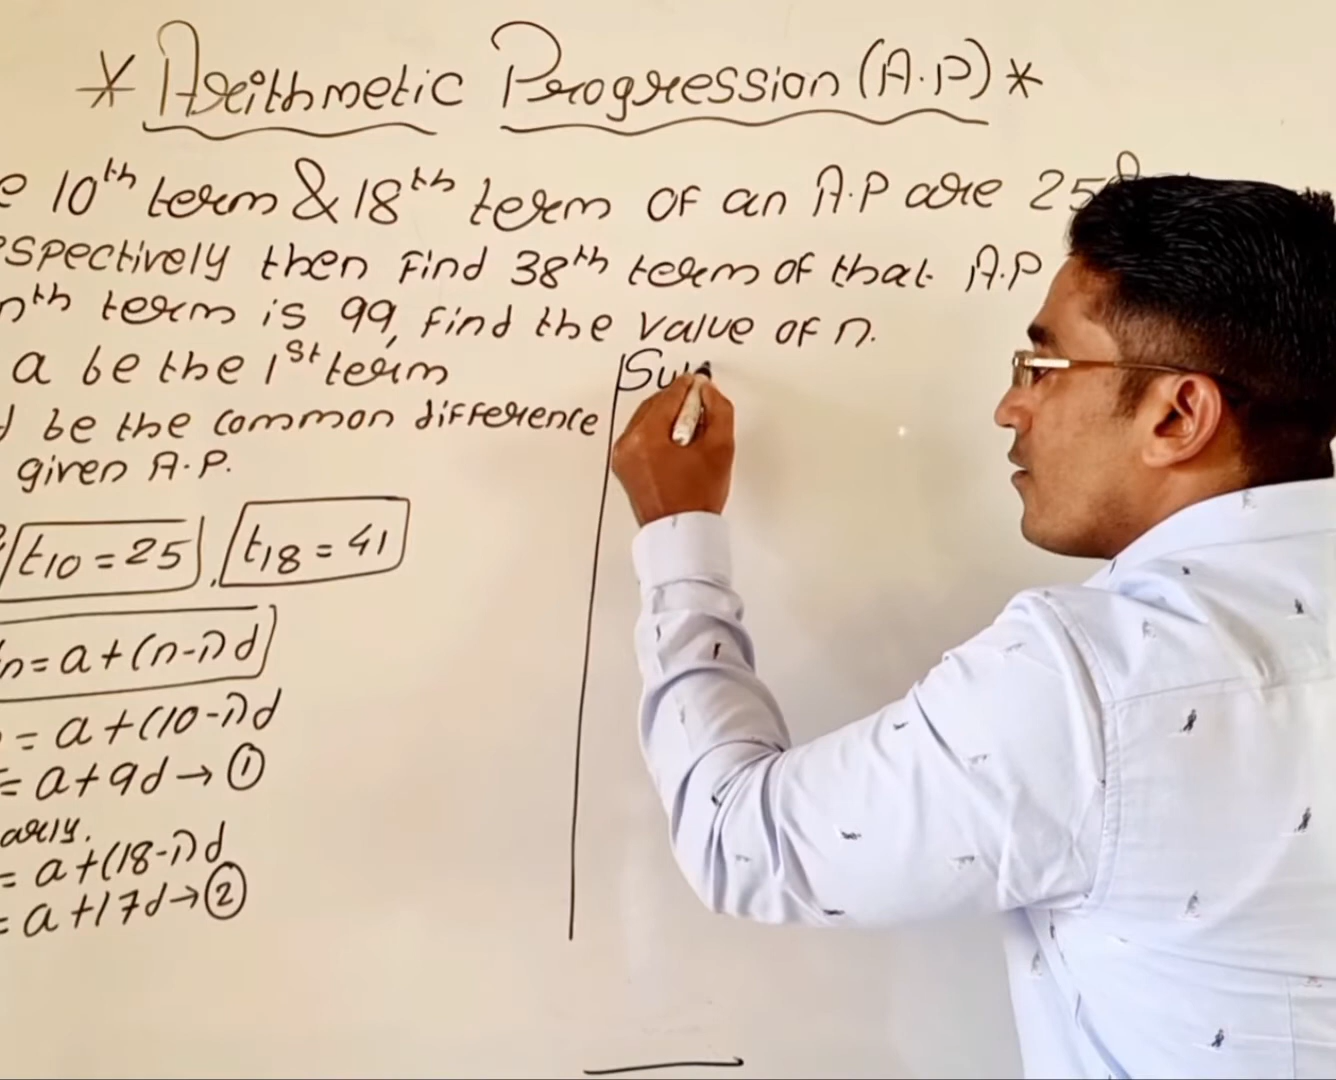 * Arithmetic Progression (A.P) *
e 10th term & 18th term of an A.P are 25 &
espectively then find 38th term of that A.P
nth term is 99, find the value of n.
a be the 1st term
d be the common difference
given A.P.
t10 = 25, t18 = 41
n = a + (n-1)d
= a + (10-1)d
= a + 9d → ①
arly.
= a + (18-1)d
= a + 17d → ②
Su